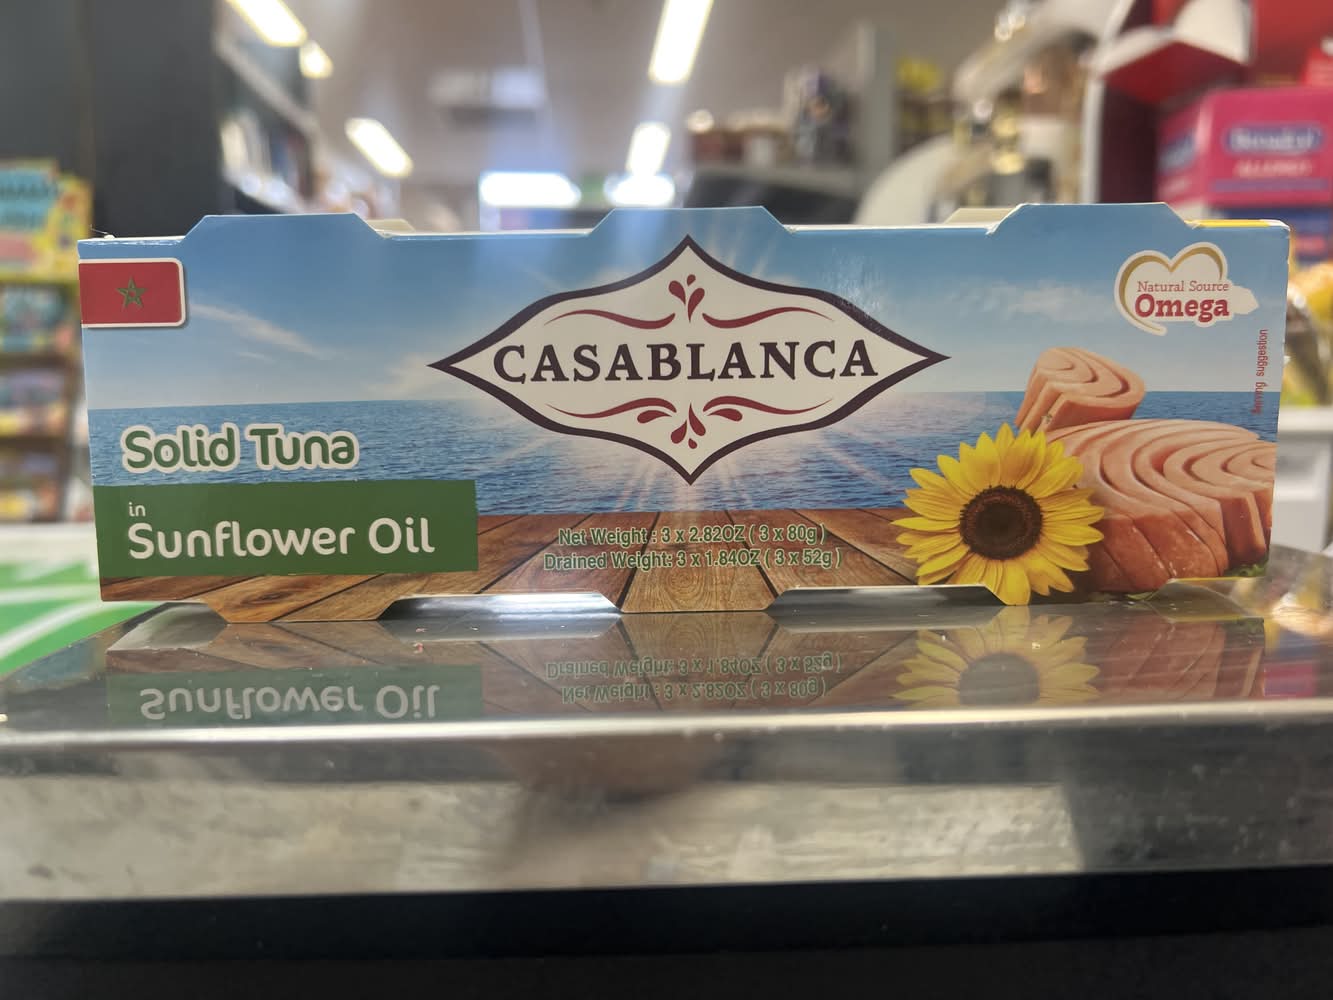 CASABLANCA
Natural Source
Omega
Serving suggestion
Solid Tuna
in
Sunflower Oil
Net Weight : 3 x 2.82OZ ( 3 x 80g )
Drained Weight: 3 x 1.84OZ ( 3 x 52g )
ALLERGY